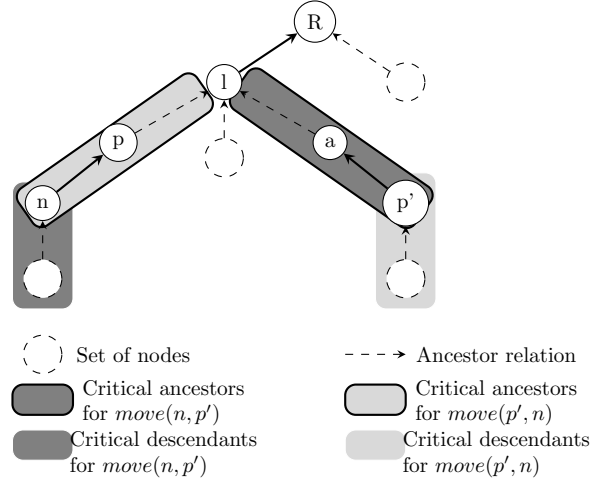 R
l
p
a
n
p'
Set of nodes
Ancestor relation
Critical ancestors
for move(n, p′)
Critical ancestors
for move(p′, n)
Critical descendants
for move(n, p′)
Critical descendants
for move(p′, n)